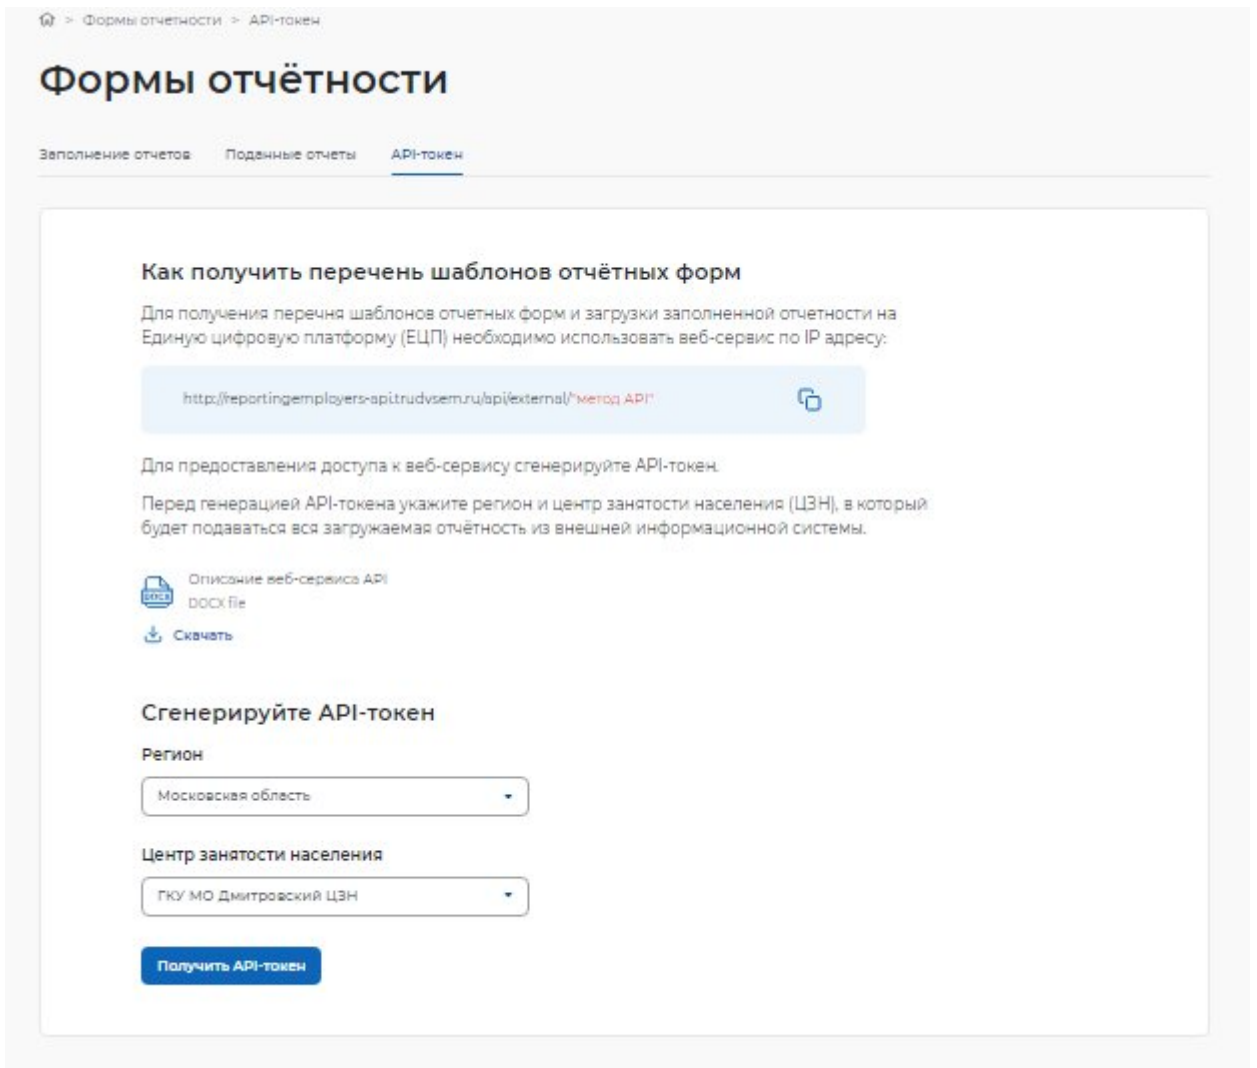 > Формы отчетности > API-токен
Формы отчётности
Заполнение отчетов Поданные отчеты API-токен
Как получить перечень шаблонов отчётных форм
Для получения перечня шаблонов отчетных форм и загрузки заполненной отчетности на
Единую цифровую платформу (ЕЦП) необходимо использовать веб-сервис по IP адресу:
http://reportingemployers-api.trudvsem.ru/api/external/"метод API"
Для предоставления доступа к веб-сервису сгенерируйте API-токен.
Перед генерацией API-токена укажите регион и центр занятости населения (ЦЗН), в который
будет подаваться вся загружаемая отчётность из внешней информационной системы.
Описание веб-сервиса API
DOCX
DOCX file
Скачать
Сгенерируйте API-токен
Регион
Московская область
Центр занятости населения
ГКУ МО Дмитровский ЦЗН
Получить API-токен